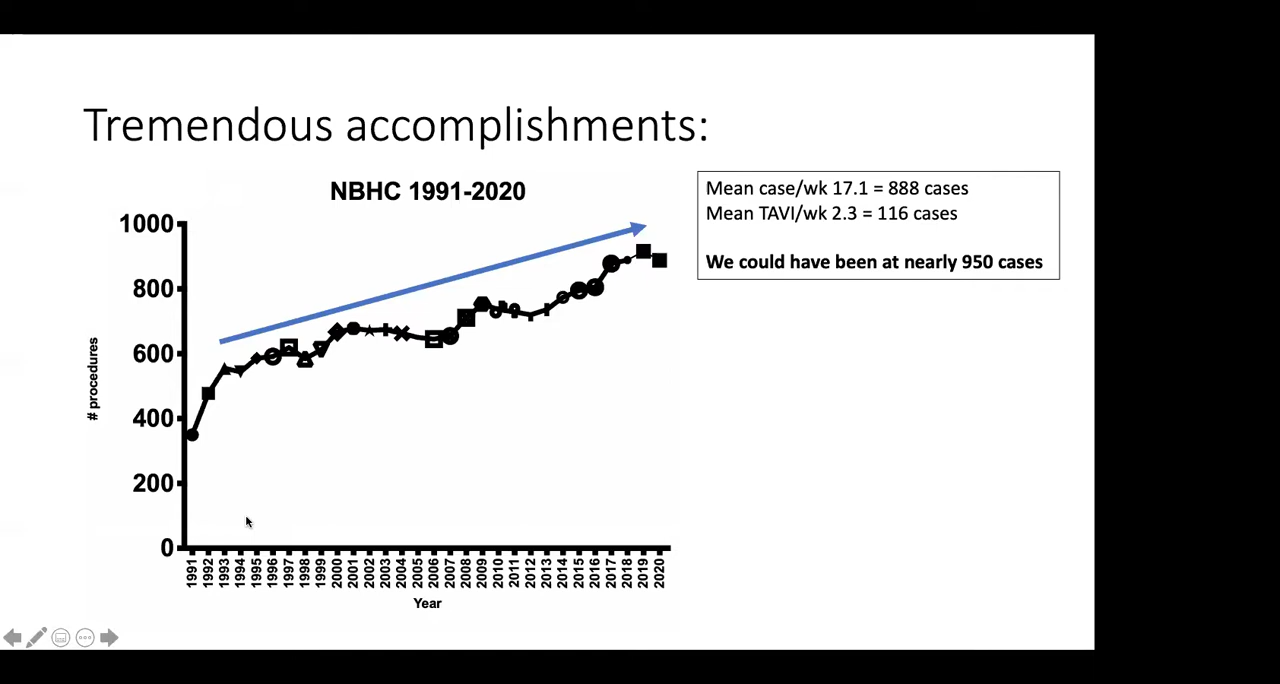 Tremendous accomplishments:
NBHC 1991-2020
Mean case/wk 17.1 = 888 cases
Mean TAVI/wk 2.3 = 116 cases
We could have been at nearly 950 cases
# procedures
1000
800
600
400
200
0
1991 1992 1993 1994 1995 1996 1997 1998 1999 2000 2001 2002 2003 2004 2005 2006 2007 2008 2009 2010 2011 2012 2013 2014 2015 2016 2017 2018 2019 2020
Year